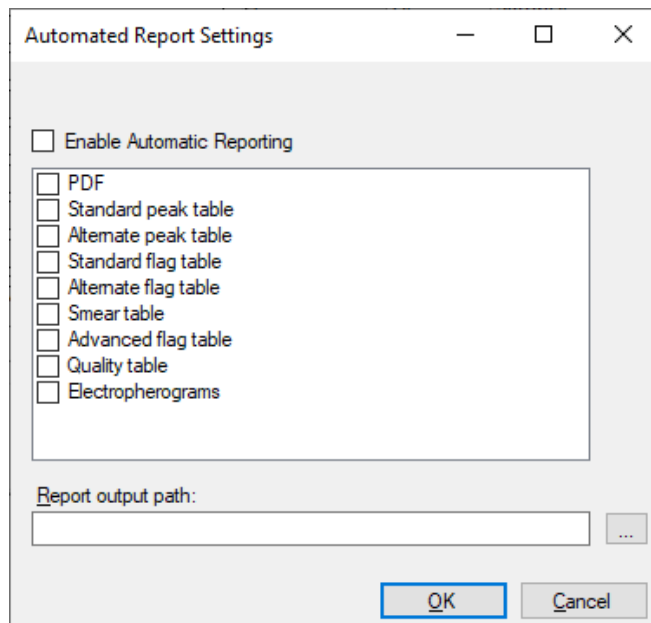 Automated Report Settings
Enable Automatic Reporting
PDF
Standard peak table
Alternate peak table
Standard flag table
Alternate flag table
Smear table
Advanced flag table
Quality table
Electropherograms
Report output path:
...
OK
Cancel